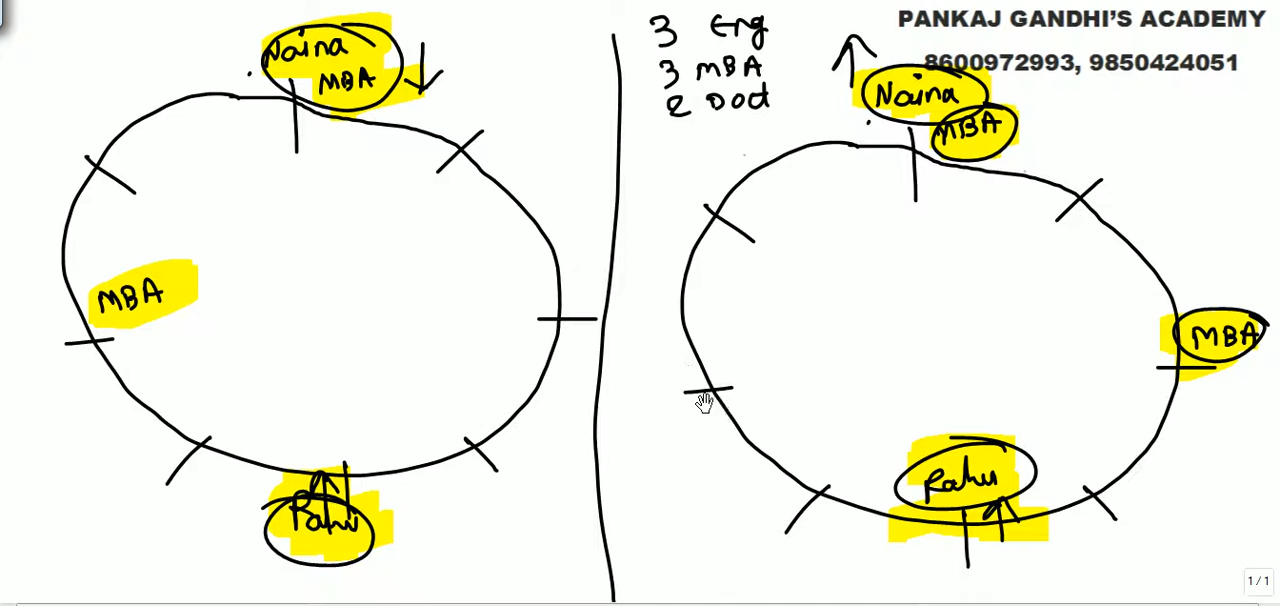 Naina
MBA
MBA
Rahu
3 Eng
3 MBA
2 Doct
PANKAJ GANDHI'S ACADEMY
8600972993, 9850424051
Naina
MBA
MBA
Rahu
1 / 1